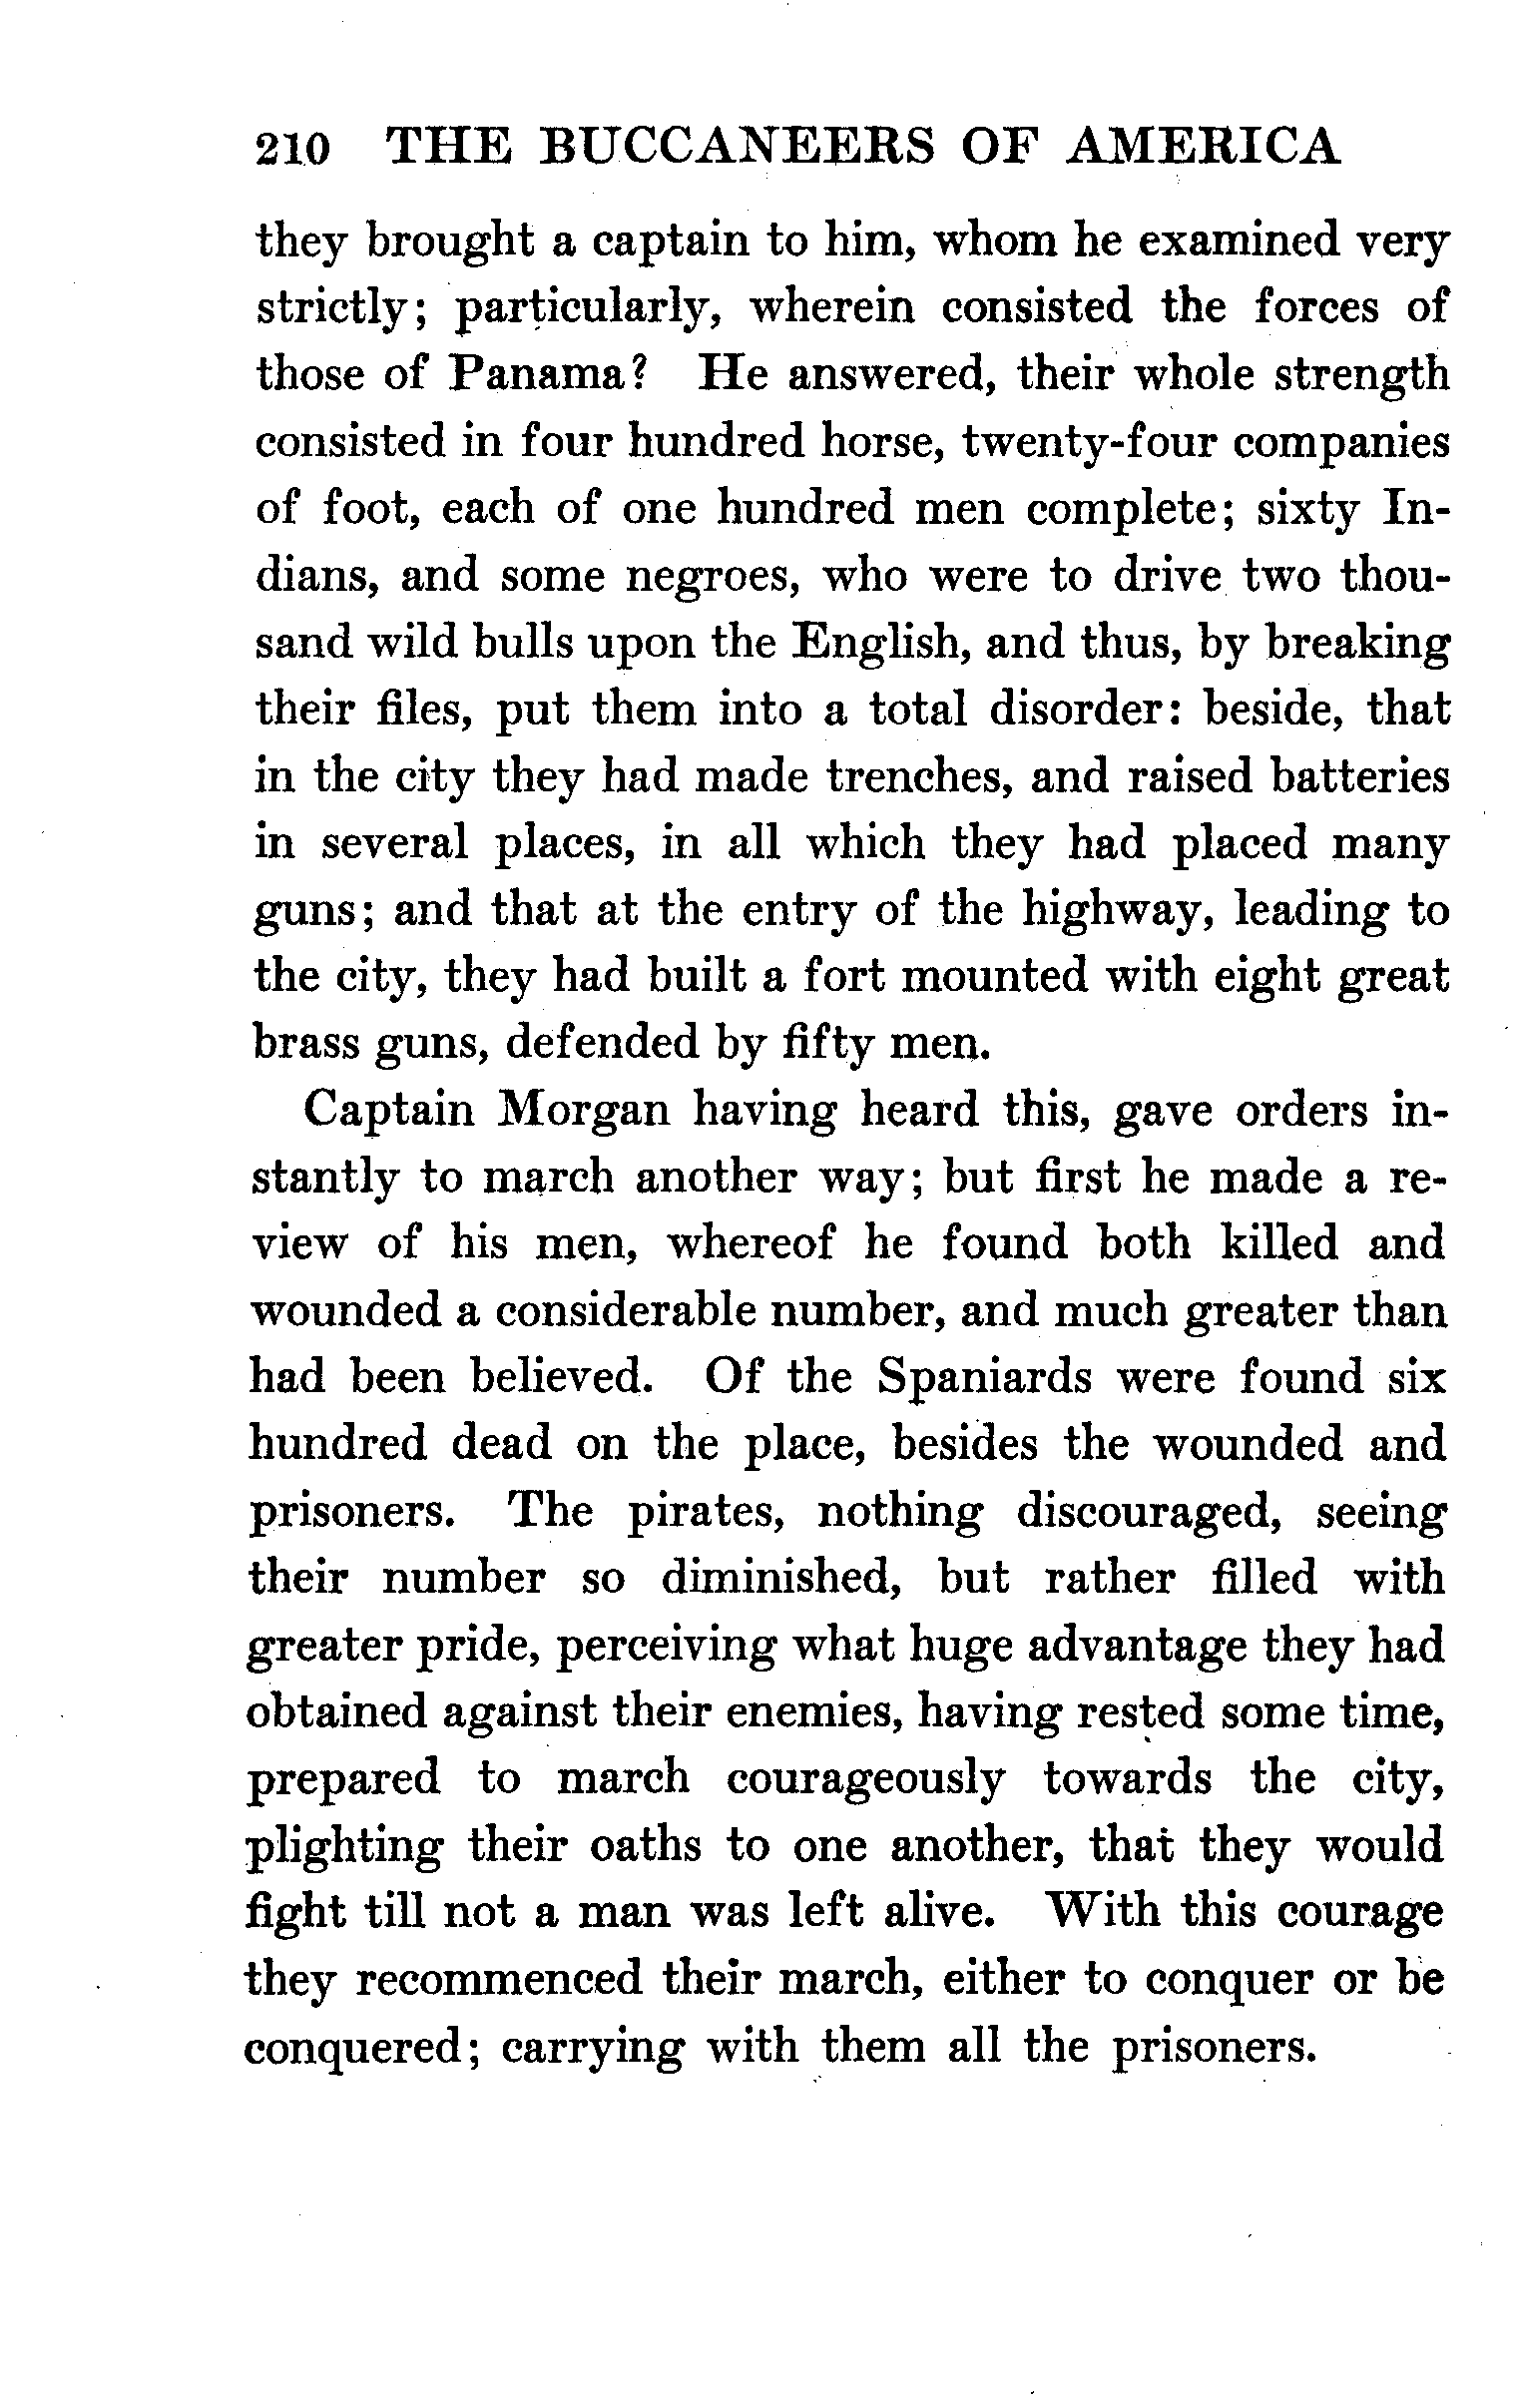 210 THE BUCCANEERS OF AMERICA
they brought a captain to him, whom he examined very
strictly; particularly, wherein consisted the forces of
those of Panama? He answered, their whole strength
consisted in four hundred horse, twenty-four companies
of foot, each of one hundred men complete; sixty In-
dians, and some negroes, who were to drive two thou-
sand wild bulls upon the English, and thus, by breaking
their files, put them into a total disorder: beside, that
in the city they had made trenches, and raised batteries
in several places, in all which they had placed many
guns; and that at the entry of the highway, leading to
the city, they had built a fort mounted with eight great
brass guns, defended by fifty men.
Captain Morgan having heard this, gave orders in-
stantly to march another way; but first he made a re-
view of his men, whereof he found both killed and
wounded a considerable number, and much greater than
had been believed. Of the Spaniards were found six
hundred dead on the place, besides the wounded and
prisoners. The pirates, nothing discouraged, seeing
their number so diminished, but rather filled with
greater pride, perceiving what huge advantage they had
obtained against their enemies, having rested some time,
prepared to march courageously towards the city,
plighting their oaths to one another, that they would
fight till not a man was left alive. With this courage
they recommenced their march, either to conquer or be
conquered; carrying with them all the prisoners.